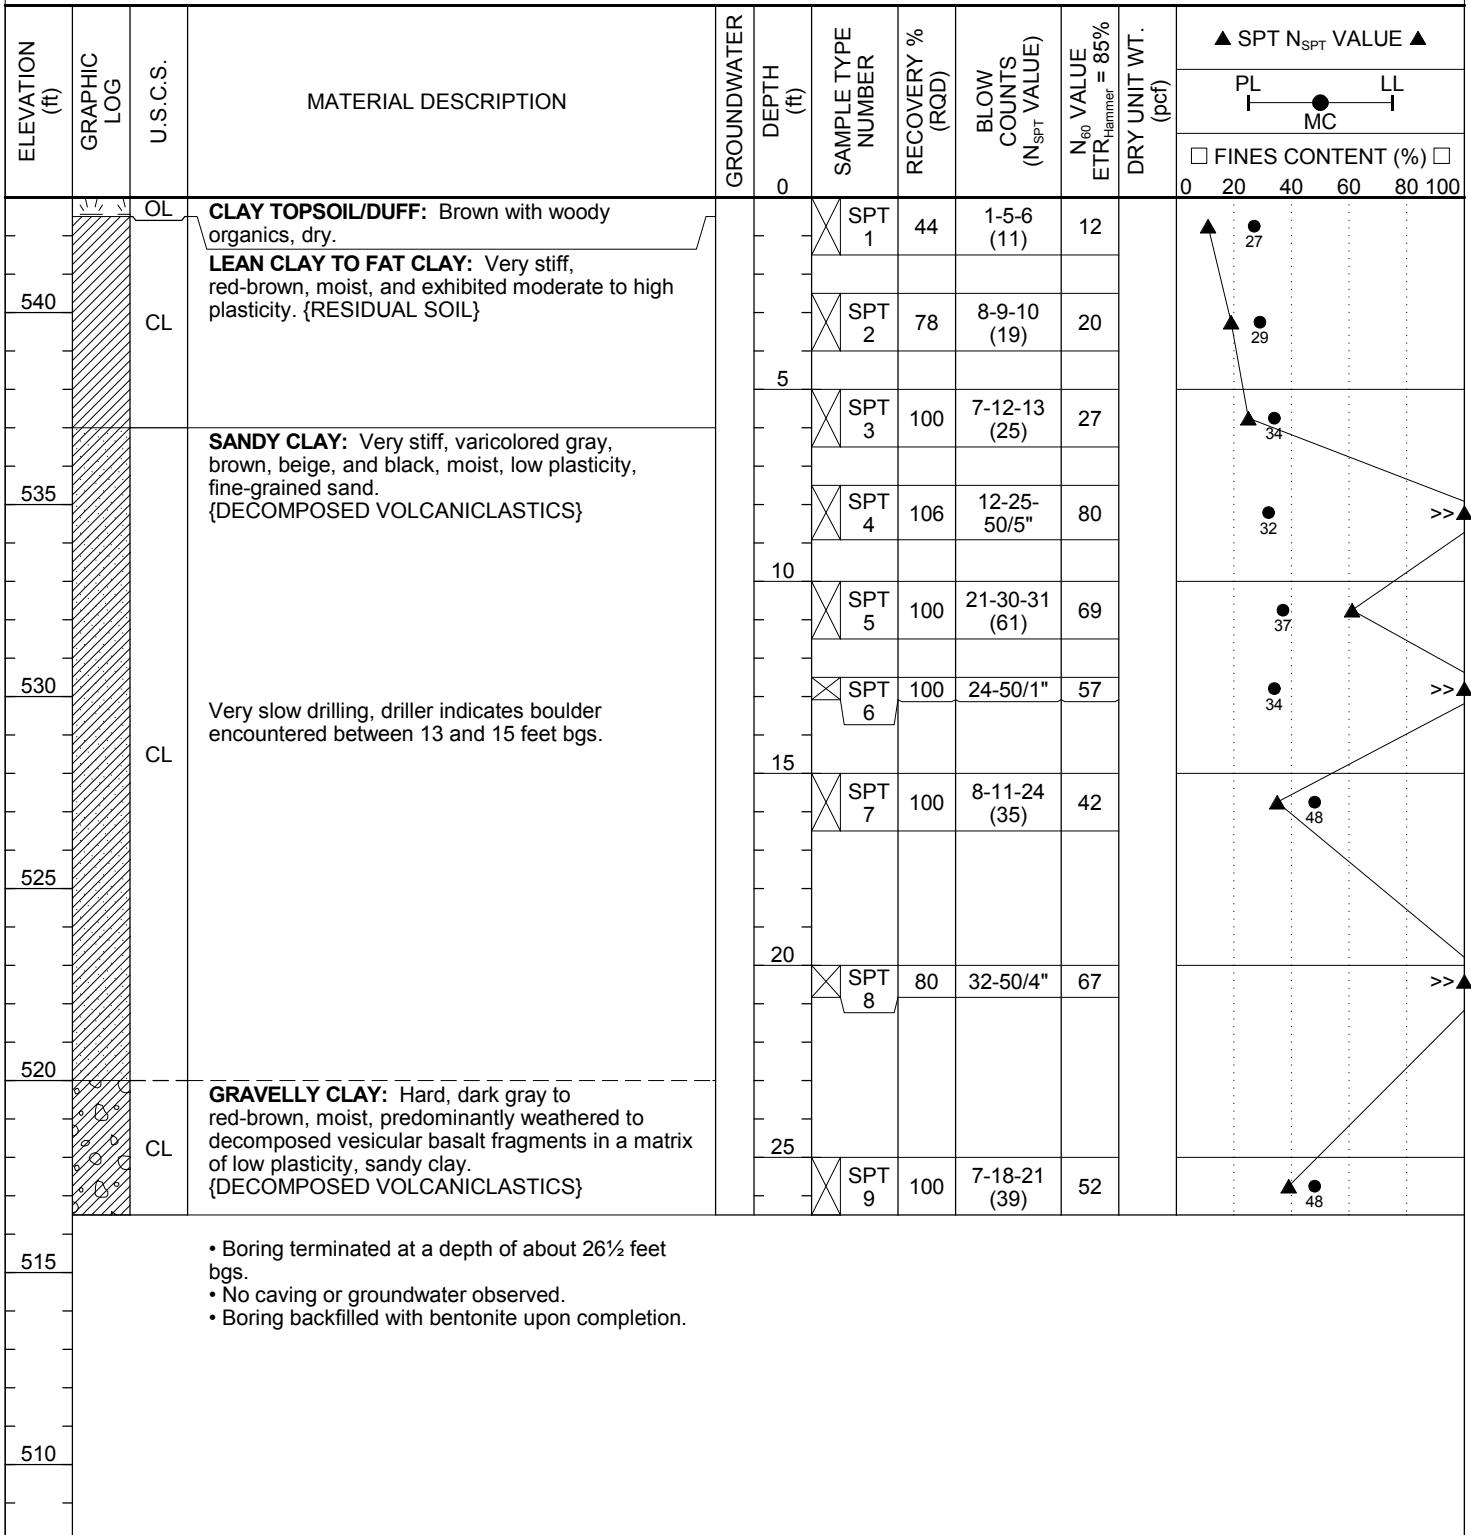 ELEVATION (ft)
GRAPHIC LOG
U.S.C.S.
MATERIAL DESCRIPTION
GROUNDWATER
DEPTH (ft)
0
SAMPLE TYPE NUMBER
RECOVERY % (RQD)
BLOW COUNTS (N_SPT VALUE)
N_60 VALUE ETR_Hammer = 85%
DRY UNIT WT. (pcf)
▲ SPT N_SPT VALUE ▲
PL LL
MC
□ FINES CONTENT (%) □
0 20 40 60 80 100
OL
CLAY TOPSOIL/DUFF: Brown with woody
organics, dry.
SPT 1
44
1-5-6 (11)
12
27
LEAN CLAY TO FAT CLAY: Very stiff,
red-brown, moist, and exhibited moderate to high
plasticity. {RESIDUAL SOIL}
540
CL
SPT 2
78
8-9-10 (19)
20
29
5
SPT 3
100
7-12-13 (25)
27
34
SANDY CLAY: Very stiff, varicolored gray,
brown, beige, and black, moist, low plasticity,
fine-grained sand.
{DECOMPOSED VOLCANICLASTICS}
535
SPT 4
106
12-25-50/5"
80
32
>>
10
SPT 5
100
21-30-31 (61)
69
37
530
SPT 6
100
24-50/1"
57
34
>>
Very slow drilling, driller indicates boulder
encountered between 13 and 15 feet bgs.
CL
15
SPT 7
100
8-11-24 (35)
42
48
525
20
SPT 8
80
32-50/4"
67
>>
520
GRAVELLY CLAY: Hard, dark gray to
red-brown, moist, predominantly weathered to
decomposed vesicular basalt fragments in a matrix
of low plasticity, sandy clay.
{DECOMPOSED VOLCANICLASTICS}
CL
25
SPT 9
100
7-18-21 (39)
52
48
• Boring terminated at a depth of about 26½ feet
bgs.
• No caving or groundwater observed.
• Boring backfilled with bentonite upon completion.
515
510